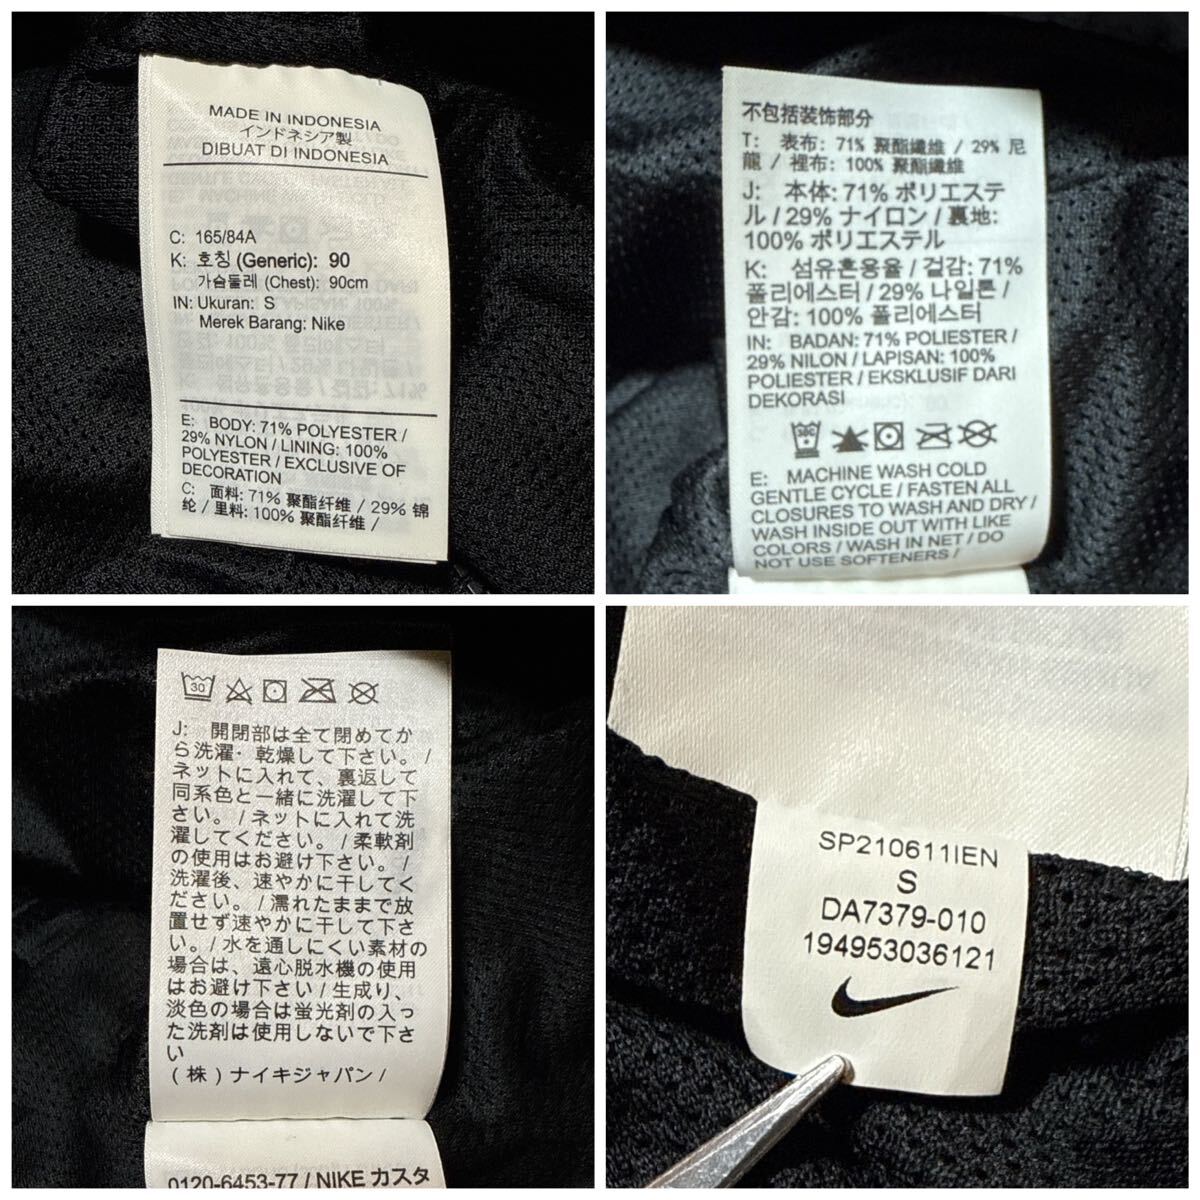 MADE IN INDONESIA
インドネシア製
DIBUAT DI INDONESIA
C: 165/84A
K: 호칭 (Generic): 90
가슴둘레 (Chest): 90cm
IN: Ukuran: S
Merek Barang: Nike
E: BODY: 71% POLYESTER /
29% NYLON / LINING: 100%
POLYESTER / EXCLUSIVE OF
DECORATION
C: 面料: 71% 聚酯纤维 / 29% 锦
纶 / 里料: 100% 聚酯纤维 /
不包括装饰部分
T: 表布: 71% 聚酯纖維 / 29% 尼
龍 / 裡布: 100% 聚酯纖維
J: 本体: 71% ポリエステ
ル / 29% ナイロン / 裏地:
100% ポリエステル
K: 섬유혼용율 / 겉감: 71%
폴리에스터 / 29% 나일론 /
안감: 100% 폴리에스터
IN: BADAN: 71% POLIESTER /
29% NILON / LAPISAN: 100%
POLIESTER / EKSKLUSIF DARI
DEKORASI
30C
E: MACHINE WASH COLD
GENTLE CYCLE / FASTEN ALL
CLOSURES TO WASH AND DRY /
WASH INSIDE OUT WITH LIKE
COLORS / WASH IN NET / DO
NOT USE SOFTENERS /
30
J: 開閉部は全て閉めてか
ら洗濯・乾燥して下さい。 /
ネットに入れて、裏返して
同系色と一緒に洗濯して下
さい。 / ネットに入れて洗
濯してください。 / 柔軟剤
の使用はお避け下さい。 /
洗濯後、速やかに干してく
ださい。 / 濡れたままで放
置せず速やかに干して下さ
い。 / 水を通しにくい素材の
場合は、遠心脱水機の使用
はお避け下さい / 生成り、
淡色の場合は蛍光剤の入っ
た洗剤は使用しないで下さ
い
(株) ナイキジャパン /
0120-6453-77 / NIKE カスタ
SP210611IEN
S
DA7379-010
194953036121